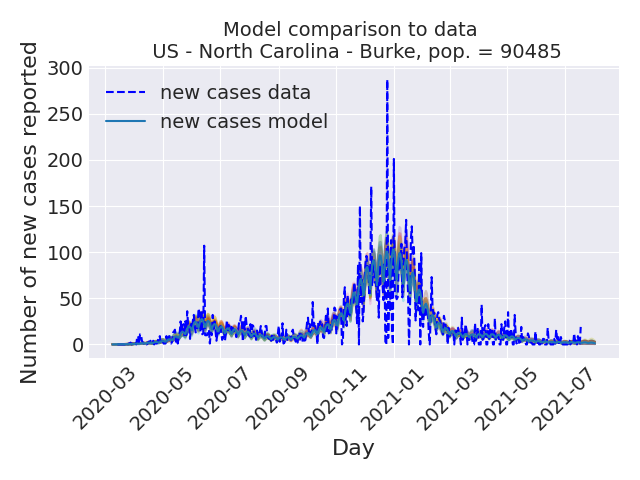 Model comparison to data
US - North Carolina - Burke, pop. = 90485
Number of new cases reported
300
250
200
150
100
50
0
new cases data
new cases model
2020-03
2020-05
2020-07
2020-09
2020-11
2021-01
2021-03
2021-05
2021-07
Day